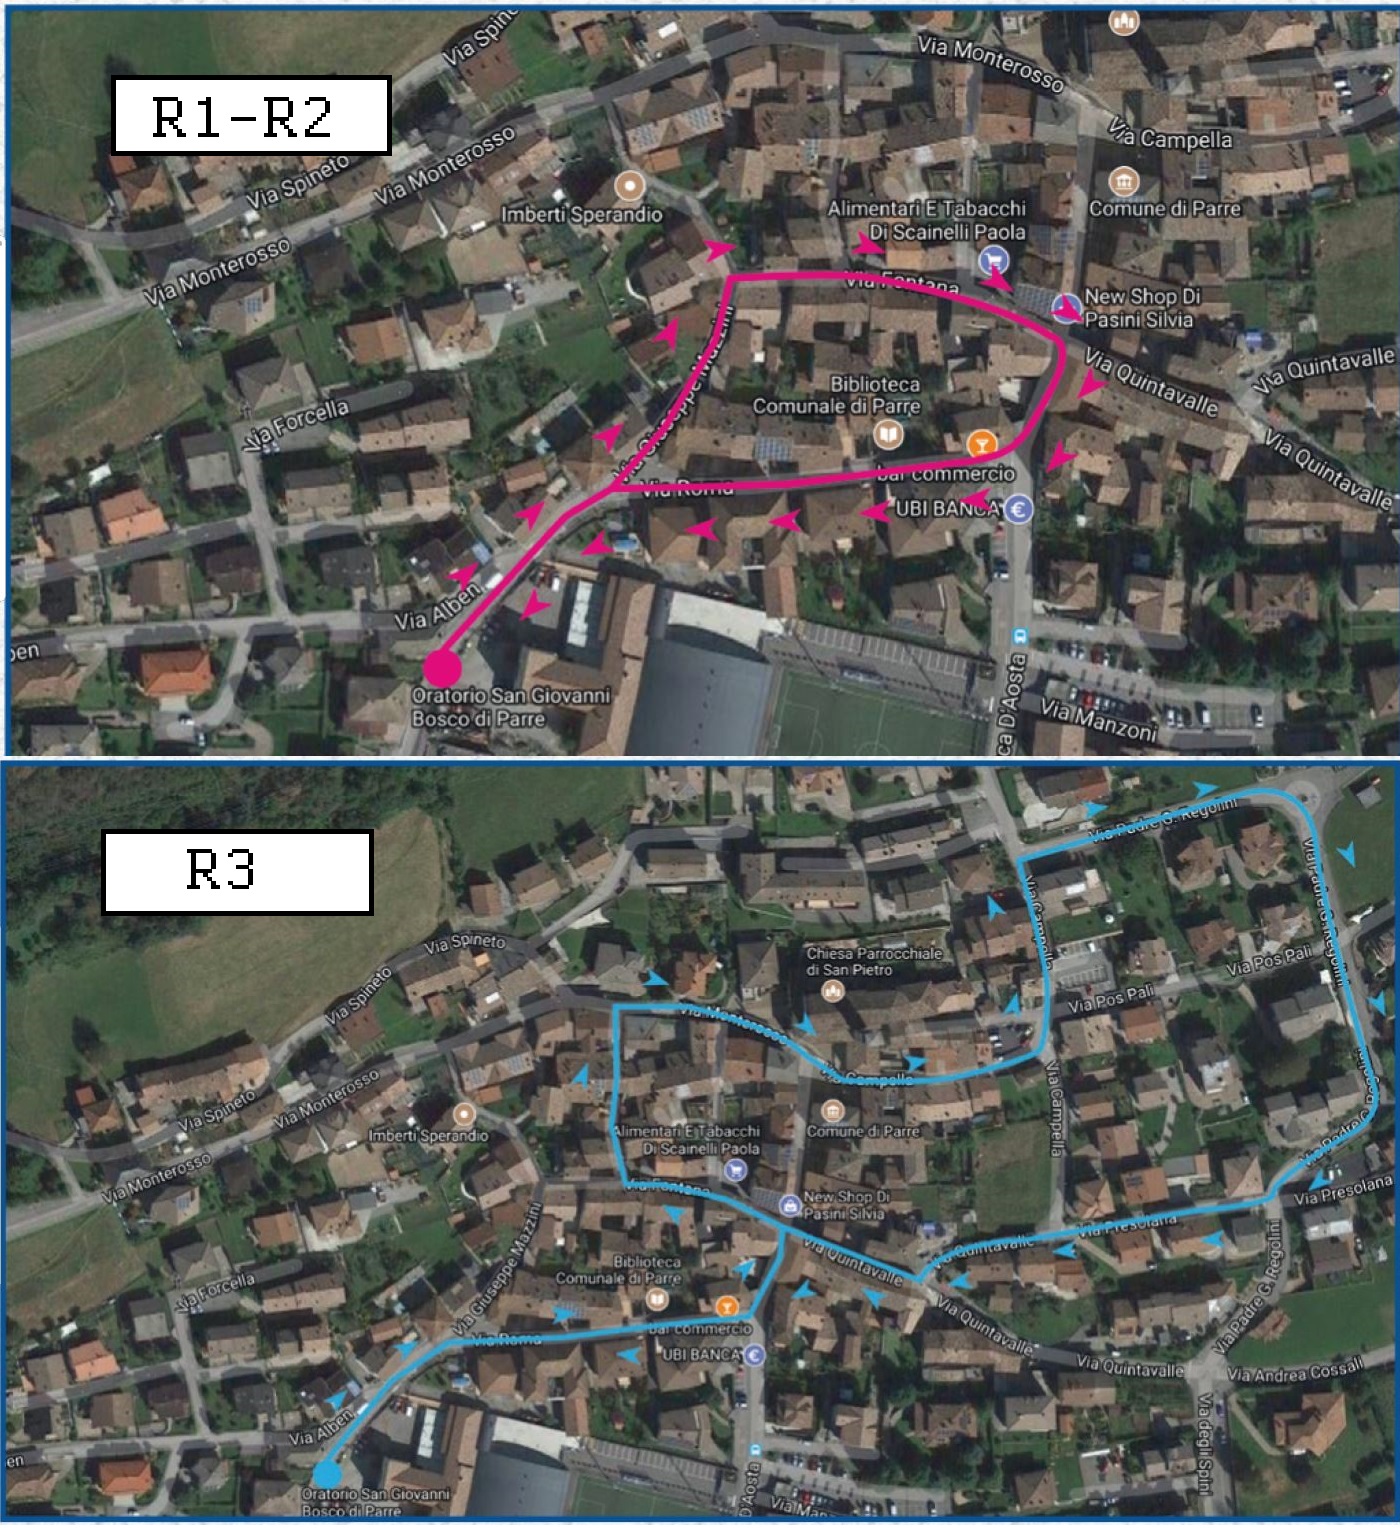 Via Spino
Via Monterosso
R1-R2
Via Campella
Via Spineto
Via Monterosso
Imberti Sperandio
Alimentari E Tabacchi
Di Scainelli Paola
Comune di Parre
Via Monterosso
Via Fontana
New Shop Di
Pasini Silvia
Via Giuseppe Mazzini
Via Quintavalle
Via Quintavalle
Biblioteca
Comunale di Parre
Via Forcella
Via Quintavalle
bar commercio
Via Roma
UBI BANCA
€
Via Alben
ben
ca D'Aosta
Oratorio San Giovanni
Bosco di Parre
Via Manzoni
R3
Via Padre G. Regolini
Via Padre G. Regolini
Via Campella
Via Spineto
Chiesa Parrocchiale
di San Pietro
Via Pos Pali
Via Spineto
Via Pos Pali
Via Monterosso
Via Campella
Via Campella
Via Spineto
Via Monterosso
Imberti Sperandio
Alimentari E Tabacchi
Di Scainelli Paola
Comune di Parre
Via Padre G.
Via Monterosso
Via Fontana
New Shop Di
Pasini Silvia
Via Presolana
Via Presolana
Via Giuseppe Mazzini
Via Quintavalle
Via Quintavalle
Via Padre G. Regolini
Biblioteca
Comunale di Parre
Via Forcella
Via Quintavalle
bar commercio
Via Roma
UBI BANCA
€
Via Quintavalle
Via Andrea Cossali
Via Alben
Via degli Spini
en
D'Aosta
Oratorio San Giovanni
Bosco di Parre
Via Man